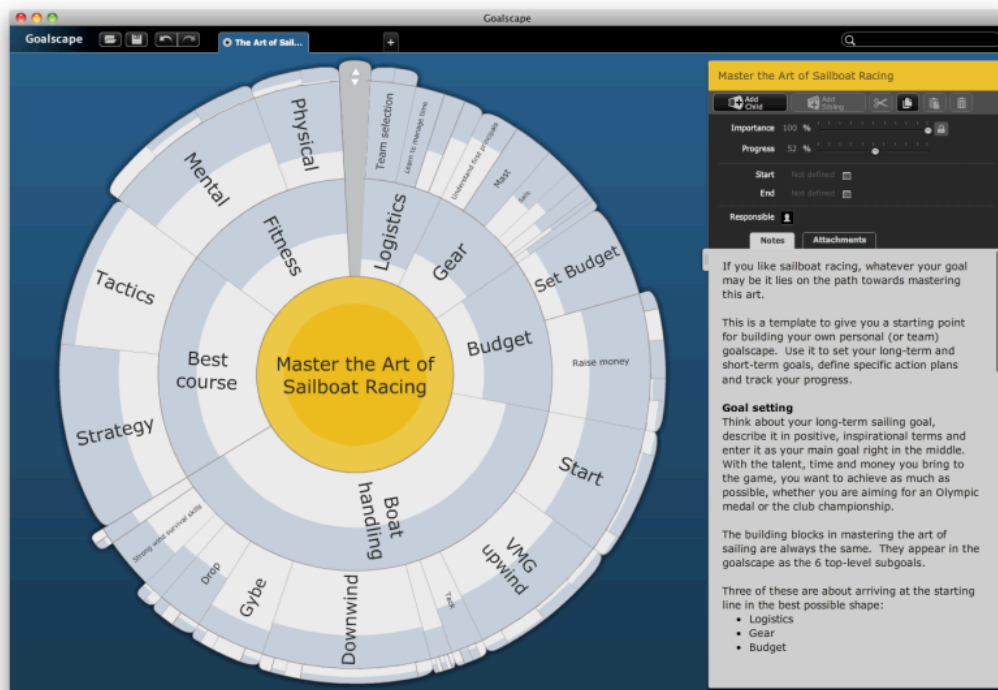 Goalscape
Goalscape
The Art of Sail...
+
Master the Art of Sailboat Racing
Add
Child
Add
Sibling
Importance 100 %
Progress 52 %
Start Not defined
End Not defined
Responsible
Notes Attachments
If you like sailboat racing, whatever your goal
may be it lies on the path towards mastering
this art.
This is a template to give you a starting point
for building your own personal (or team)
goalscape. Use it to set your long-term and
short-term goals, define specific action plans
and track your progress.
Goal setting
Think about your long-term sailing goal,
describe it in positive, inspirational terms and
enter it as your main goal right in the middle.
With the talent, time and money you bring to
the game, you want to achieve as much as
possible, whether you are aiming for an Olympic
medal or the club championship.
The building blocks in mastering the art of
sailing are always the same. They appear in the
goalscape as the 6 top-level subgoals.
Three of these are about arriving at the starting
line in the best possible shape:
• Logistics
• Gear
• Budget
Master the Art of
Sailboat Racing
Logistics
Gear
Budget
Boat
handling
Best
course
Fitness
Team selection
Learn to manage time
Understand first principals
Mast
Sails
Set Budget
Raise money
Start
VMG
upwind
Tack
Downwind
Gybe
Drop
Strong wind survival skills
Strategy
Tactics
Mental
Physical